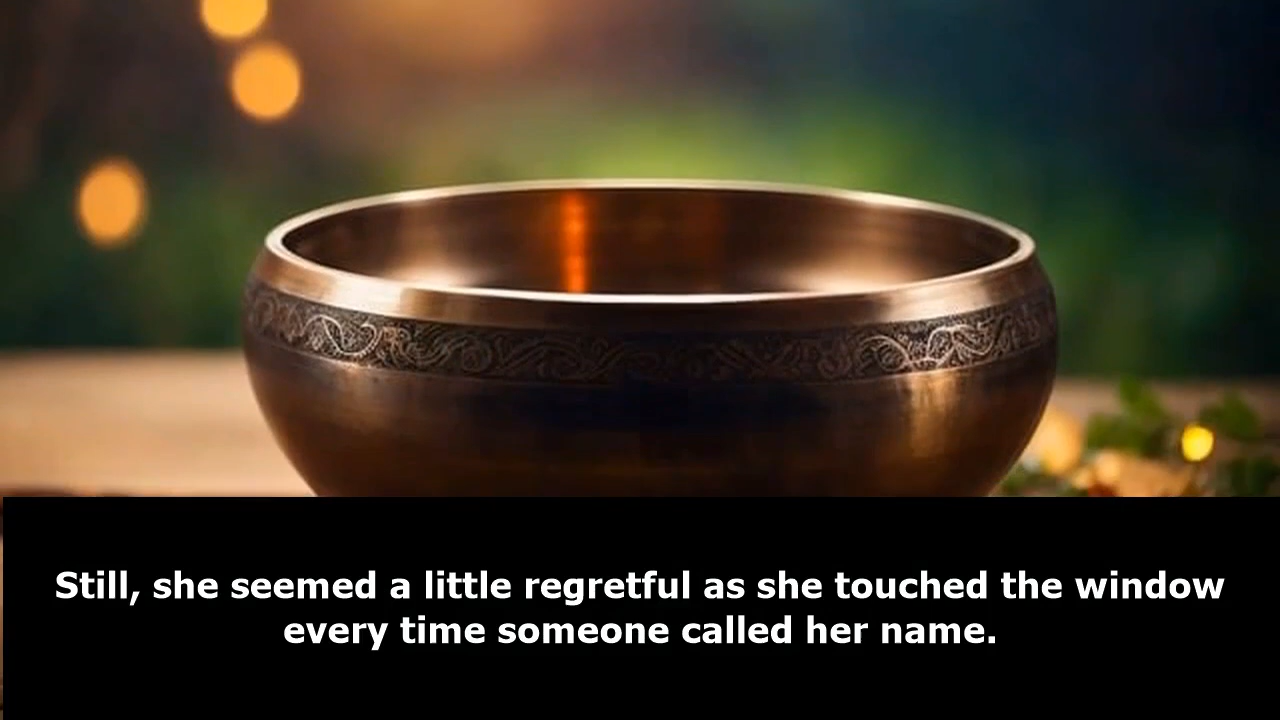 Still, she seemed a little regretful as she touched the window
every time someone called her name.